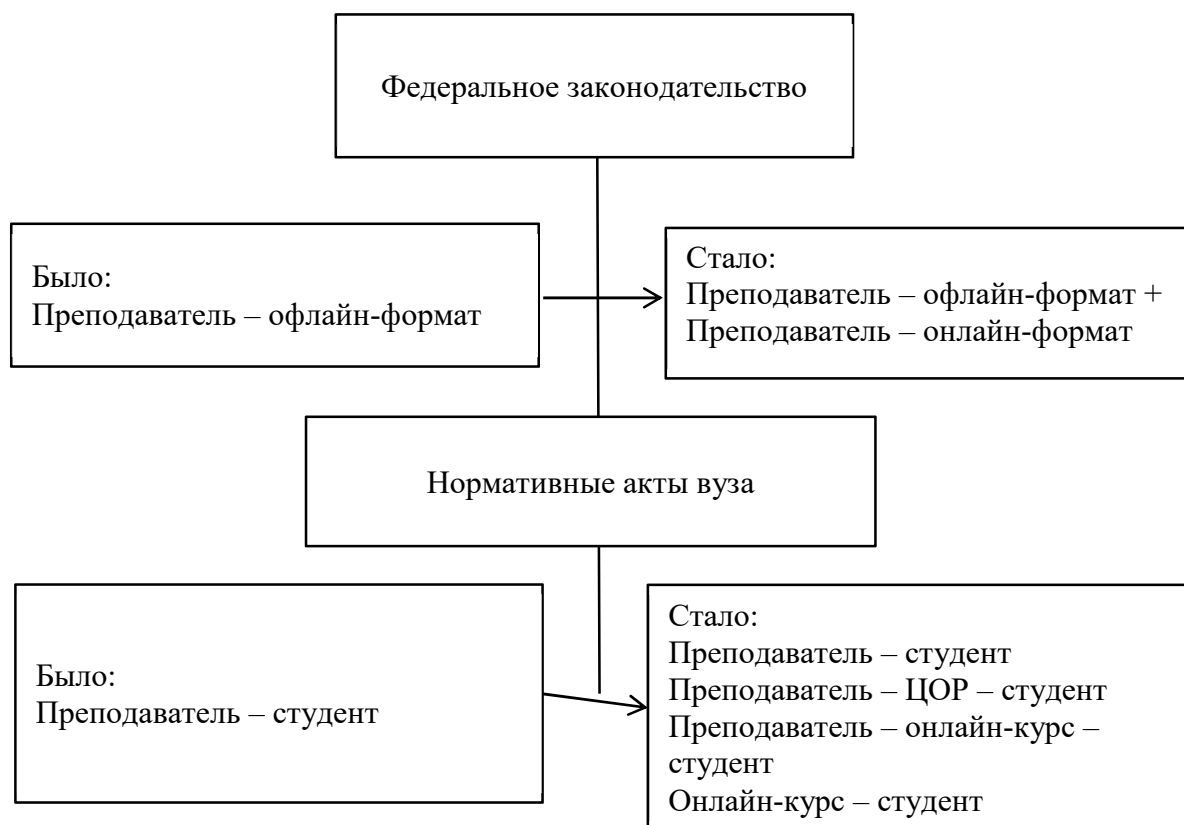 Федеральное законодательство
Было:
Преподаватель – офлайн-формат
Стало:
Преподаватель – офлайн-формат +
Преподаватель – онлайн-формат
Нормативные акты вуза
Было:
Преподаватель – студент
Стало:
Преподаватель – студент
Преподаватель – ЦОР – студент
Преподаватель – онлайн-курс –
студент
Онлайн-курс – студент